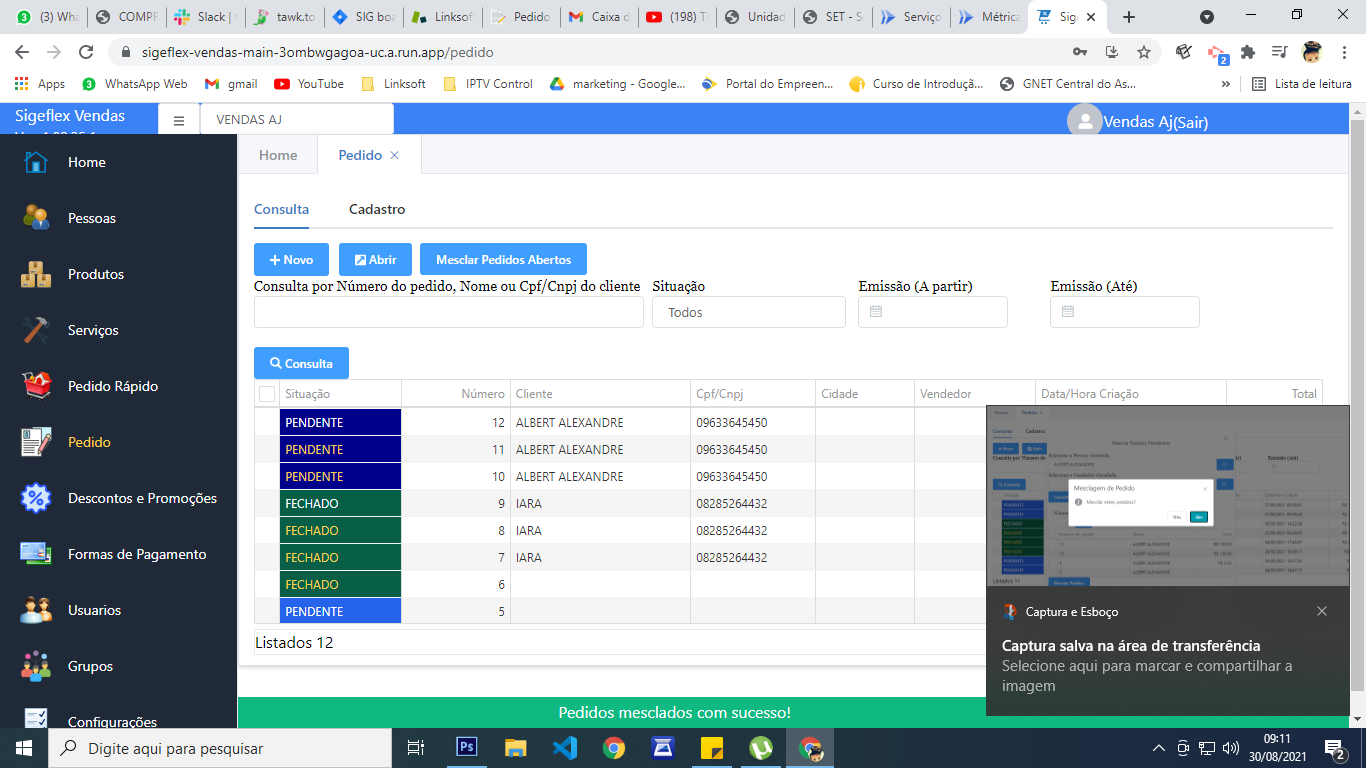 (3) Wha
COMPF
Slack | t
tawk.to
SIG boa
Linksof
Pedido
Caixa d
(198) T
Unidad
SET - S
Serviço
Métrica
Sige
sigeflex-vendas-main-3ombwgagoa-uc.a.run.app/pedido
2
Apps
3 WhatsApp Web
gmail
YouTube
Linksoft
IPTV Control
marketing - Google...
Portal do Empreen...
Curso de Introduçã...
GNET Central do As...
»
Lista de leitura
Sigeflex Vendas
VENDAS AJ
Vendas Aj(Sair)
Home
Pessoas
Produtos
Serviços
Pedido Rápido
Pedido
Descontos e Promoções
Formas de Pagamento
Usuarios
Grupos
Configurações
Home
Pedido
Consulta
Cadastro
Novo
Abrir
Mesclar Pedidos Abertos
Consulta por Número do pedido, Nome ou Cpf/Cnpj do cliente
Situação
Emissão (A partir)
Emissão (Até)
Todos
Consulta
Situação Número Cliente Cpf/Cnpj Cidade Vendedor Data/Hora Criação Total
PENDENTE 12 ALBERT ALEXANDRE 09633645450
PENDENTE 11 ALBERT ALEXANDRE 09633645450
PENDENTE 10 ALBERT ALEXANDRE 09633645450
FECHADO 9 IARA 08285264432
FECHADO 8 IARA 08285264432
FECHADO 7 IARA 08285264432
FECHADO 6
PENDENTE 5
Listados 12
Mesclagem de Pedido
Mesclar estes pedidos?
Não
Sim
Captura e Esboço
Captura salva na área de transferência
Selecione aqui para marcar e compartilhar a
imagem
Pedidos mesclados com sucesso!
Digite aqui para pesquisar
Ps
09:11
30/08/2021
2